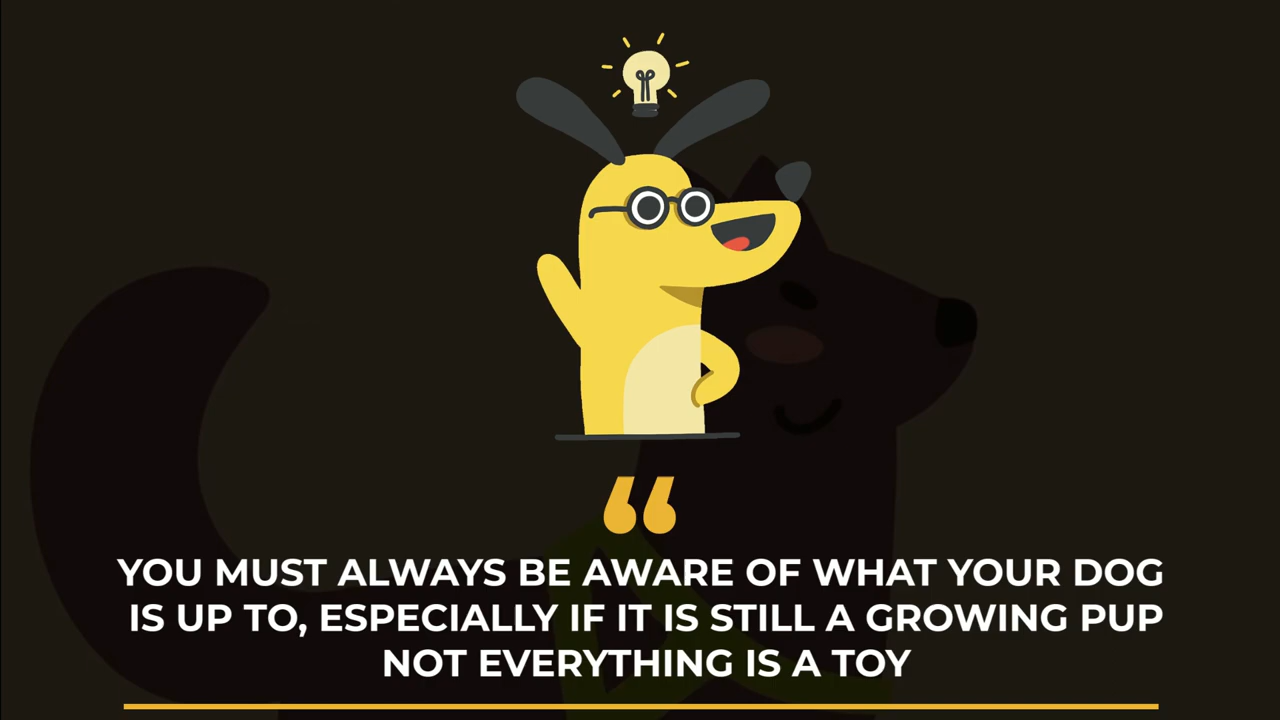 “
YOU MUST ALWAYS BE AWARE OF WHAT YOUR DOG
IS UP TO, ESPECIALLY IF IT IS STILL A GROWING PUP
NOT EVERYTHING IS A TOY